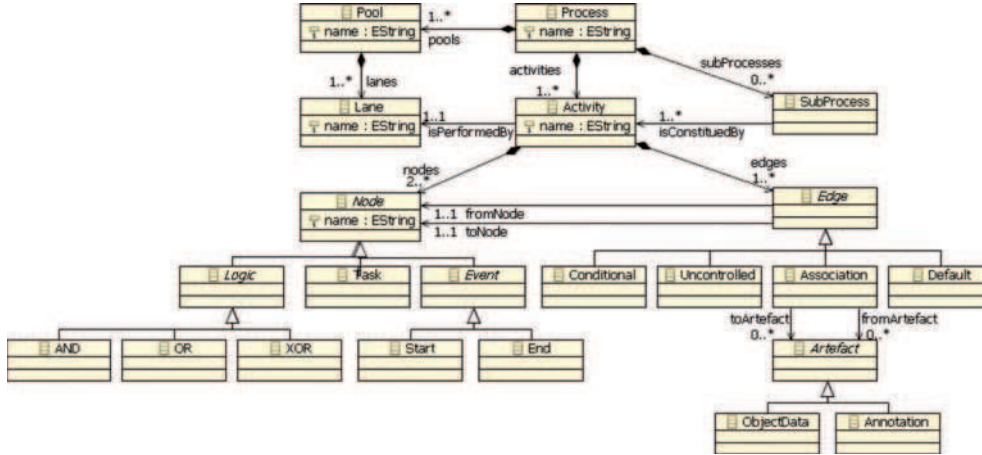 Pool
Process
1..*
name : EString
name : EString
pools
subProcesses
1..*
lanes
activities
1..*
0..*
SubProcess
Lane
1..1
Activity
1..*
name : EString
isPerformedBy
name : EString
isConstituedBy
nodes
2..*
edges
1..*
Node
Edge
name : EString
1..1 fromNode
1..1 toNode
Logic
Task
Event
Conditional
Uncontrolled
Association
Default
toArtefact
fromArtefact
0..*
0..*
AND
OR
XOR
Start
End
Artefact
ObjectData
Annotation